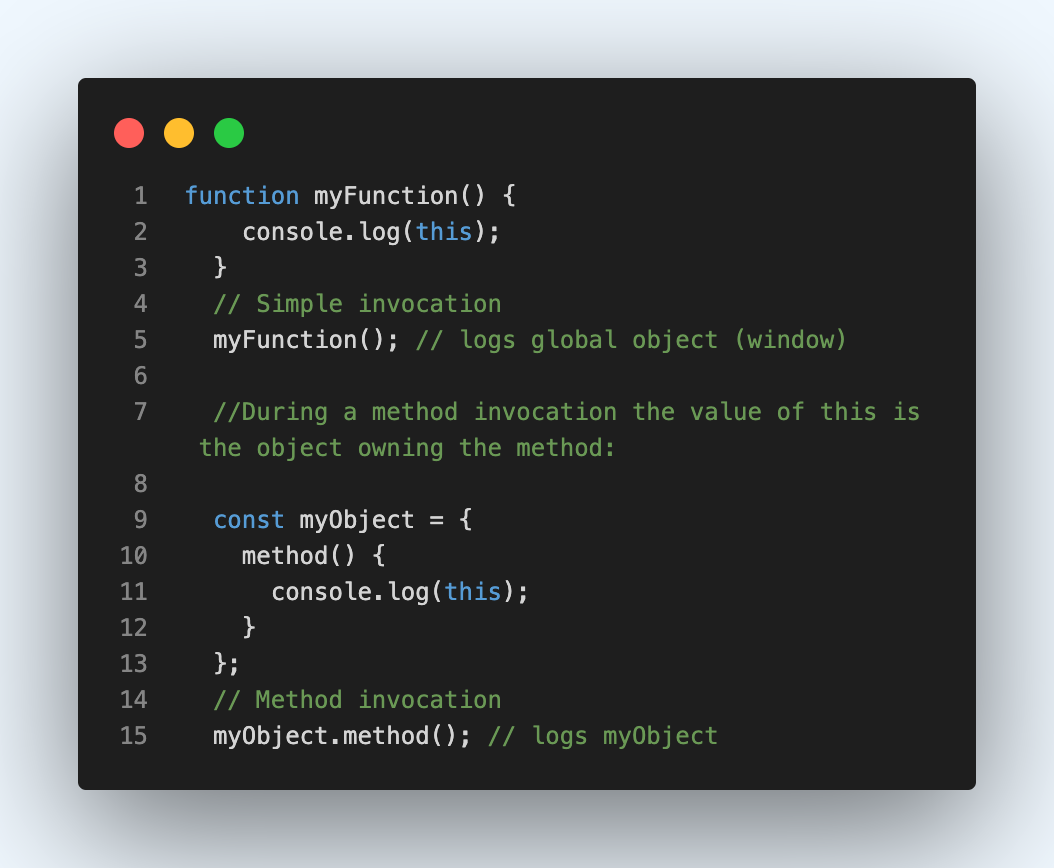 1 function myFunction() {
2 console.log(this);
3 }
4 // Simple invocation
5 myFunction(); // logs global object (window)
6
7 //During a method invocation the value of this is
the object owning the method:
8
9 const myObject = {
10 method() {
11 console.log(this);
12 }
13 };
14 // Method invocation
15 myObject.method(); // logs myObject